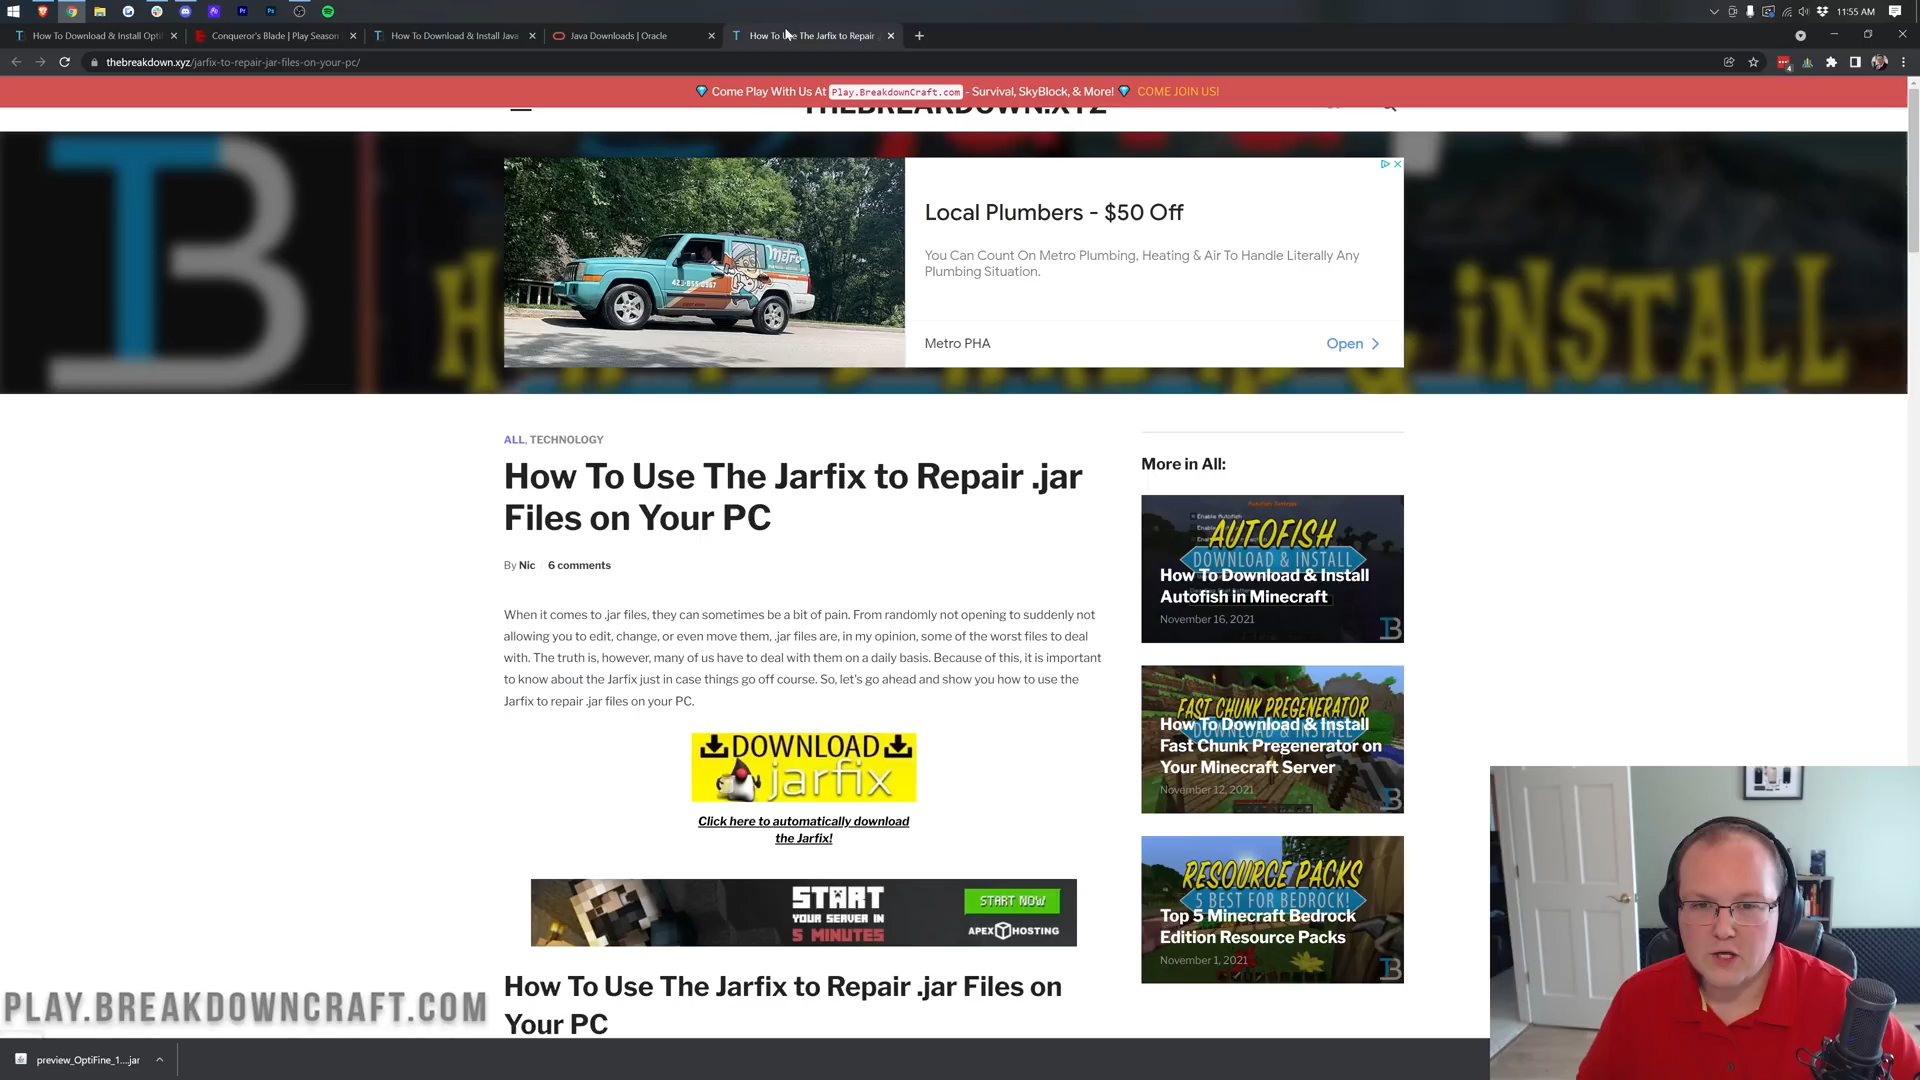 11:55 AM
How To Download & Install Opti
Conqueror's Blade | Play Season
How To Download & Install Java
Java Downloads | Oracle
How To Use The Jarfix to Repair
thebreakdown.xyz/jarfix-to-repair-jar-files-on-your-pc/
Come Play With Us At Play.BreakdownCraft.com - Survival, SkyBlock, & More! COME JOIN US!
THEBREAKDOWN.XYZ
Local Plumbers - $50 Off
You Can Count On Metro Plumbing, Heating & Air To Handle Literally Any
Plumbing Situation.
Metro PHA
Open
Metro
INSTALL
ALL, TECHNOLOGY
How To Use The Jarfix to Repair .jar
Files on Your PC
By Nic
6 comments
When it comes to .jar files, they can sometimes be a bit of pain. From randomly not opening to suddenly not
allowing you to edit, change, or even move them, .jar files are, in my opinion, some of the worst files to deal
with. The truth is, however, many of us have to deal with them on a daily basis. Because of this, it is important
to know about the Jarfix just in case things go off course. So, let's go ahead and show you how to use the
Jarfix to repair .jar files on your PC.
DOWNLOAD
jarfix
Click here to automatically download
the Jarfix!
START
YOUR SERVER IN
5 MINUTES
START NOW
APEX HOSTING
How To Use The Jarfix to Repair .jar Files on
Your PC
More in All:
AUTOFISH
DOWNLOAD & INSTALL
How To Download & Install
Autofish in Minecraft
November 16, 2021
FAST CHUNK PREGENERATOR
DOWNLOAD & INSTALL
How To Download & Install
Fast Chunk Pregenerator on
Your Minecraft Server
November 12, 2021
RESOURCE PACKS
5 BEST FOR BEDROCK!
Top 5 Minecraft Bedrock
Edition Resource Packs
November 1, 2021
PLAY.BREAKDOWNCRAFT.COM
preview_OptiFine_1....jar